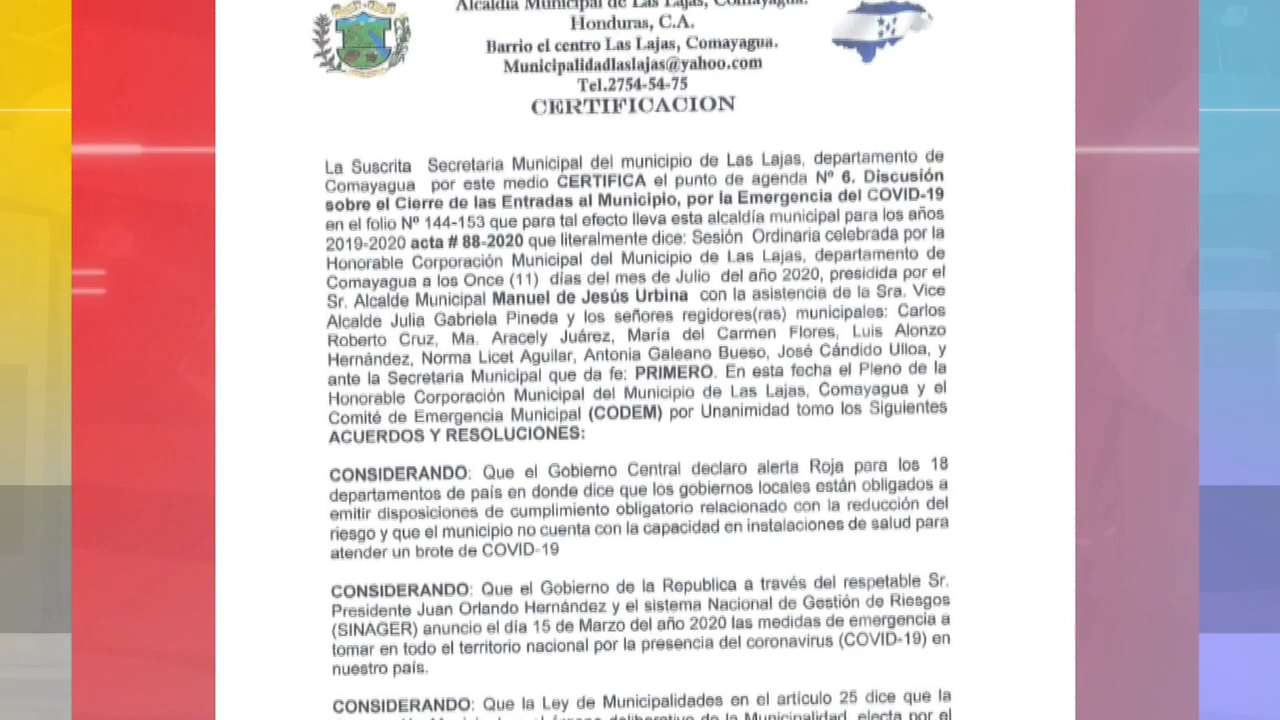 Alcaldía Municipal de Las Lajas, Comayagua.
Honduras, C.A.
Barrio el centro Las Lajas, Comayagua.
Municipalidadlaslajas@yahoo.com
Tel.2754-54-75
CERTIFICACION
La Suscrita Secretaria Municipal del municipio de Las Lajas, departamento de
Comayagua por este medio CERTIFICA el punto de agenda Nº 6. Discusión
sobre el Cierre de las Entradas al Municipio, por la Emergencia del COVID-19
en el folio Nº 144-153 que para tal efecto lleva esta alcaldía municipal para los años
2019-2020 acta # 88-2020 que literalmente dice: Sesión Ordinaria celebrada por la
Honorable Corporación Municipal del Municipio de Las Lajas, departamento de
Comayagua a los Once (11) días del mes de Julio del año 2020, presidida por el
Sr. Alcalde Municipal Manuel de Jesús Urbina con la asistencia de la Sra. Vice
Alcalde Julia Gabriela Pineda y los señores regidores(ras) municipales: Carlos
Roberto Cruz, Ma. Aracely Juárez, María del Carmen Flores, Luis Alonzo
Hernández, Norma Licet Aguilar, Antonia Galeano Bueso, José Cándido Ulloa, y
ante la Secretaria Municipal que da fe: PRIMERO. En esta fecha el Pleno de la
Honorable Corporación Municipal del Municipio de Las Lajas, Comayagua y el
Comité de Emergencia Municipal (CODEM) por Unanimidad tomo los Siguientes
ACUERDOS Y RESOLUCIONES:
CONSIDERANDO: Que el Gobierno Central declaro alerta Roja para los 18
departamentos de país en donde dice que los gobiernos locales están obligados a
emitir disposiciones de cumplimiento obligatorio relacionado con la reducción del
riesgo y que el municipio no cuenta con la capacidad en instalaciones de salud para
atender un brote de COVID-19
CONSIDERANDO: Que el Gobierno de la Republica a través del respetable Sr.
Presidente Juan Orlando Hernández y el sistema Nacional de Gestión de Riesgos
(SINAGER) anuncio el día 15 de Marzo del año 2020 las medidas de emergencia a
tomar en todo el territorio nacional por la presencia del coronavirus (COVID-19) en
nuestro país.
CONSIDERANDO: Que la Ley de Municipalidades en el artículo 25 dice que la
deliberativo de la Municipalidad, electa por el